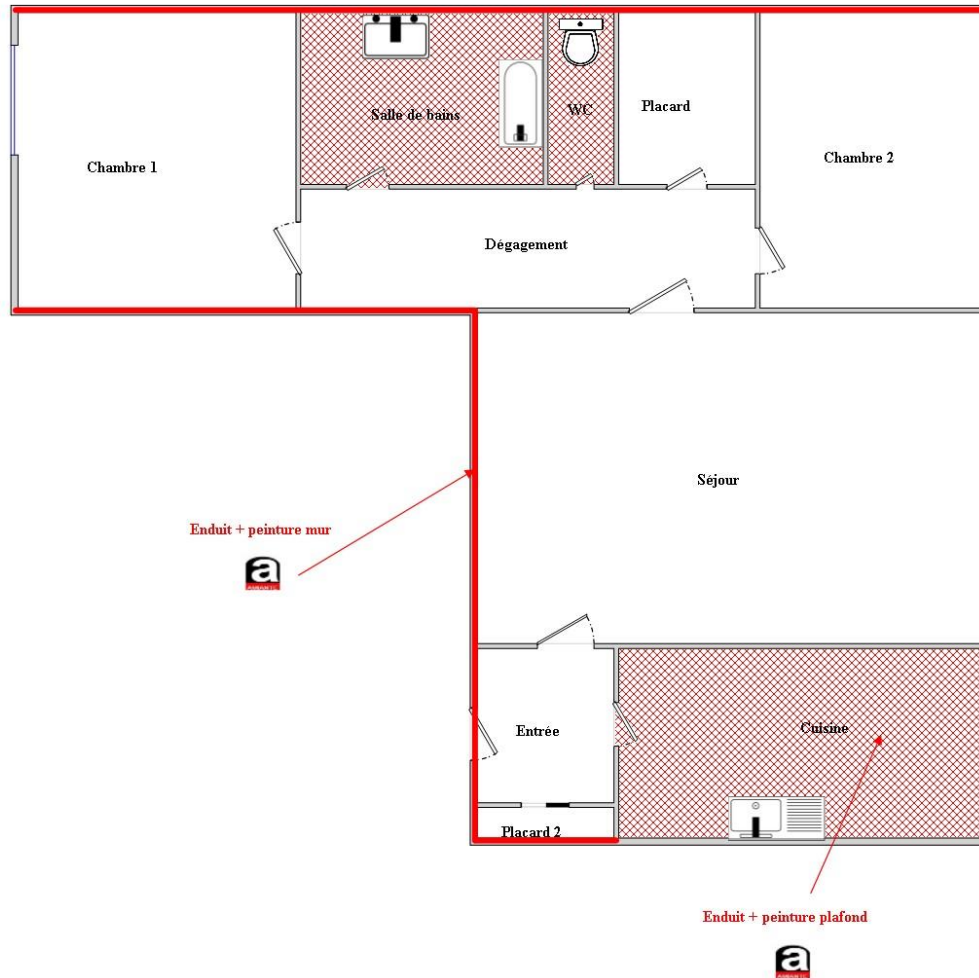 Salle de bains
WC
Placard
Chambre 1
Chambre 2
Dégagement
Séjour
Enduit + peinture mur
a
AMIANTE
Entrée
Cuisine
Placard 2
Enduit + peinture plafond
a